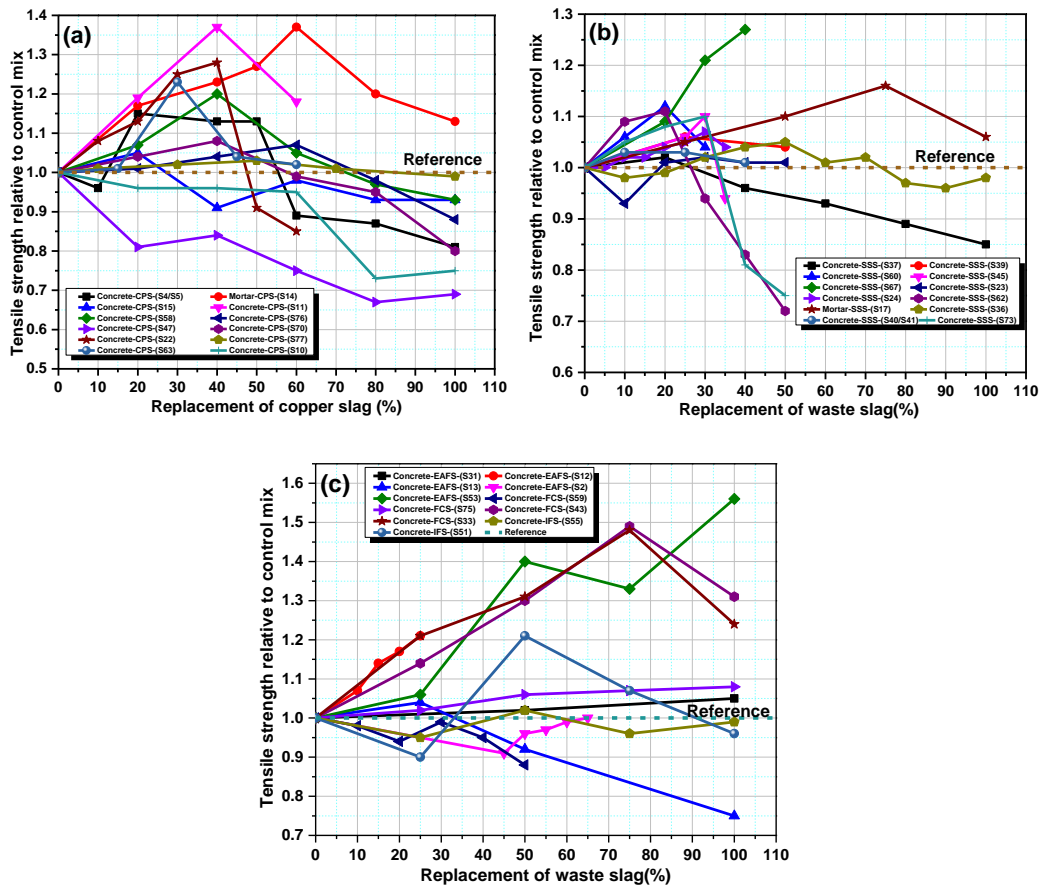 (a)
Tensile strength relative to control mix
1.4
1.3
1.2
1.1
1.0
0.9
0.8
0.7
0.6
0.5
Reference
Concrete-CPS-(S4/S5) Mortar-CPS-(S14)
Concrete-CPS-(S15) Concrete-CPS-(S11)
Concrete-CPS-(S58) Concrete-CPS-(S76)
Concrete-CPS-(S47) Concrete-CPS-(S70)
Concrete-CPS-(S22) Concrete-CPS-(S77)
Concrete-CPS-(S63) Concrete-CPS-(S10)
0 10 20 30 40 50 60 70 80 90 100 110
Replacement of copper slag (%)
(b)
Tensile strength relative to control mix
1.3
1.2
1.1
1.0
0.9
0.8
0.7
0.6
Reference
Concrete-SSS-(S37) Concrete-SSS-(S39)
Concrete-SSS-(S60) Concrete-SSS-(S45)
Concrete-SSS-(S67) Concrete-SSS-(S23)
Concrete-SSS-(S24) Concrete-SSS-(S62)
Mortar-SSS-(S17) Concrete-SSS-(S36)
Concrete-SSS-(S40/S41) Concrete-SSS-(S73)
0 10 20 30 40 50 60 70 80 90 100 110
Replacement of waste slag(%)
(c)
Tensile strength relative to control mix
1.6
1.5
1.4
1.3
1.2
1.1
1.0
0.9
0.8
0.7
Concrete-EAFS-(S31) Concrete-EAFS-(S12)
Concrete-EAFS-(S13) Concrete-EAFS-(S2)
Concrete-EAFS-(S53) Concrete-FCS-(S59)
Concrete-FCS-(S75) Concrete-FCS-(S43)
Concrete-FCS-(S33) Concrete-IFS-(S55)
Concrete-IFS-(S51) Reference
Reference
0 10 20 30 40 50 60 70 80 90 100 110
Replacement of waste slag(%)